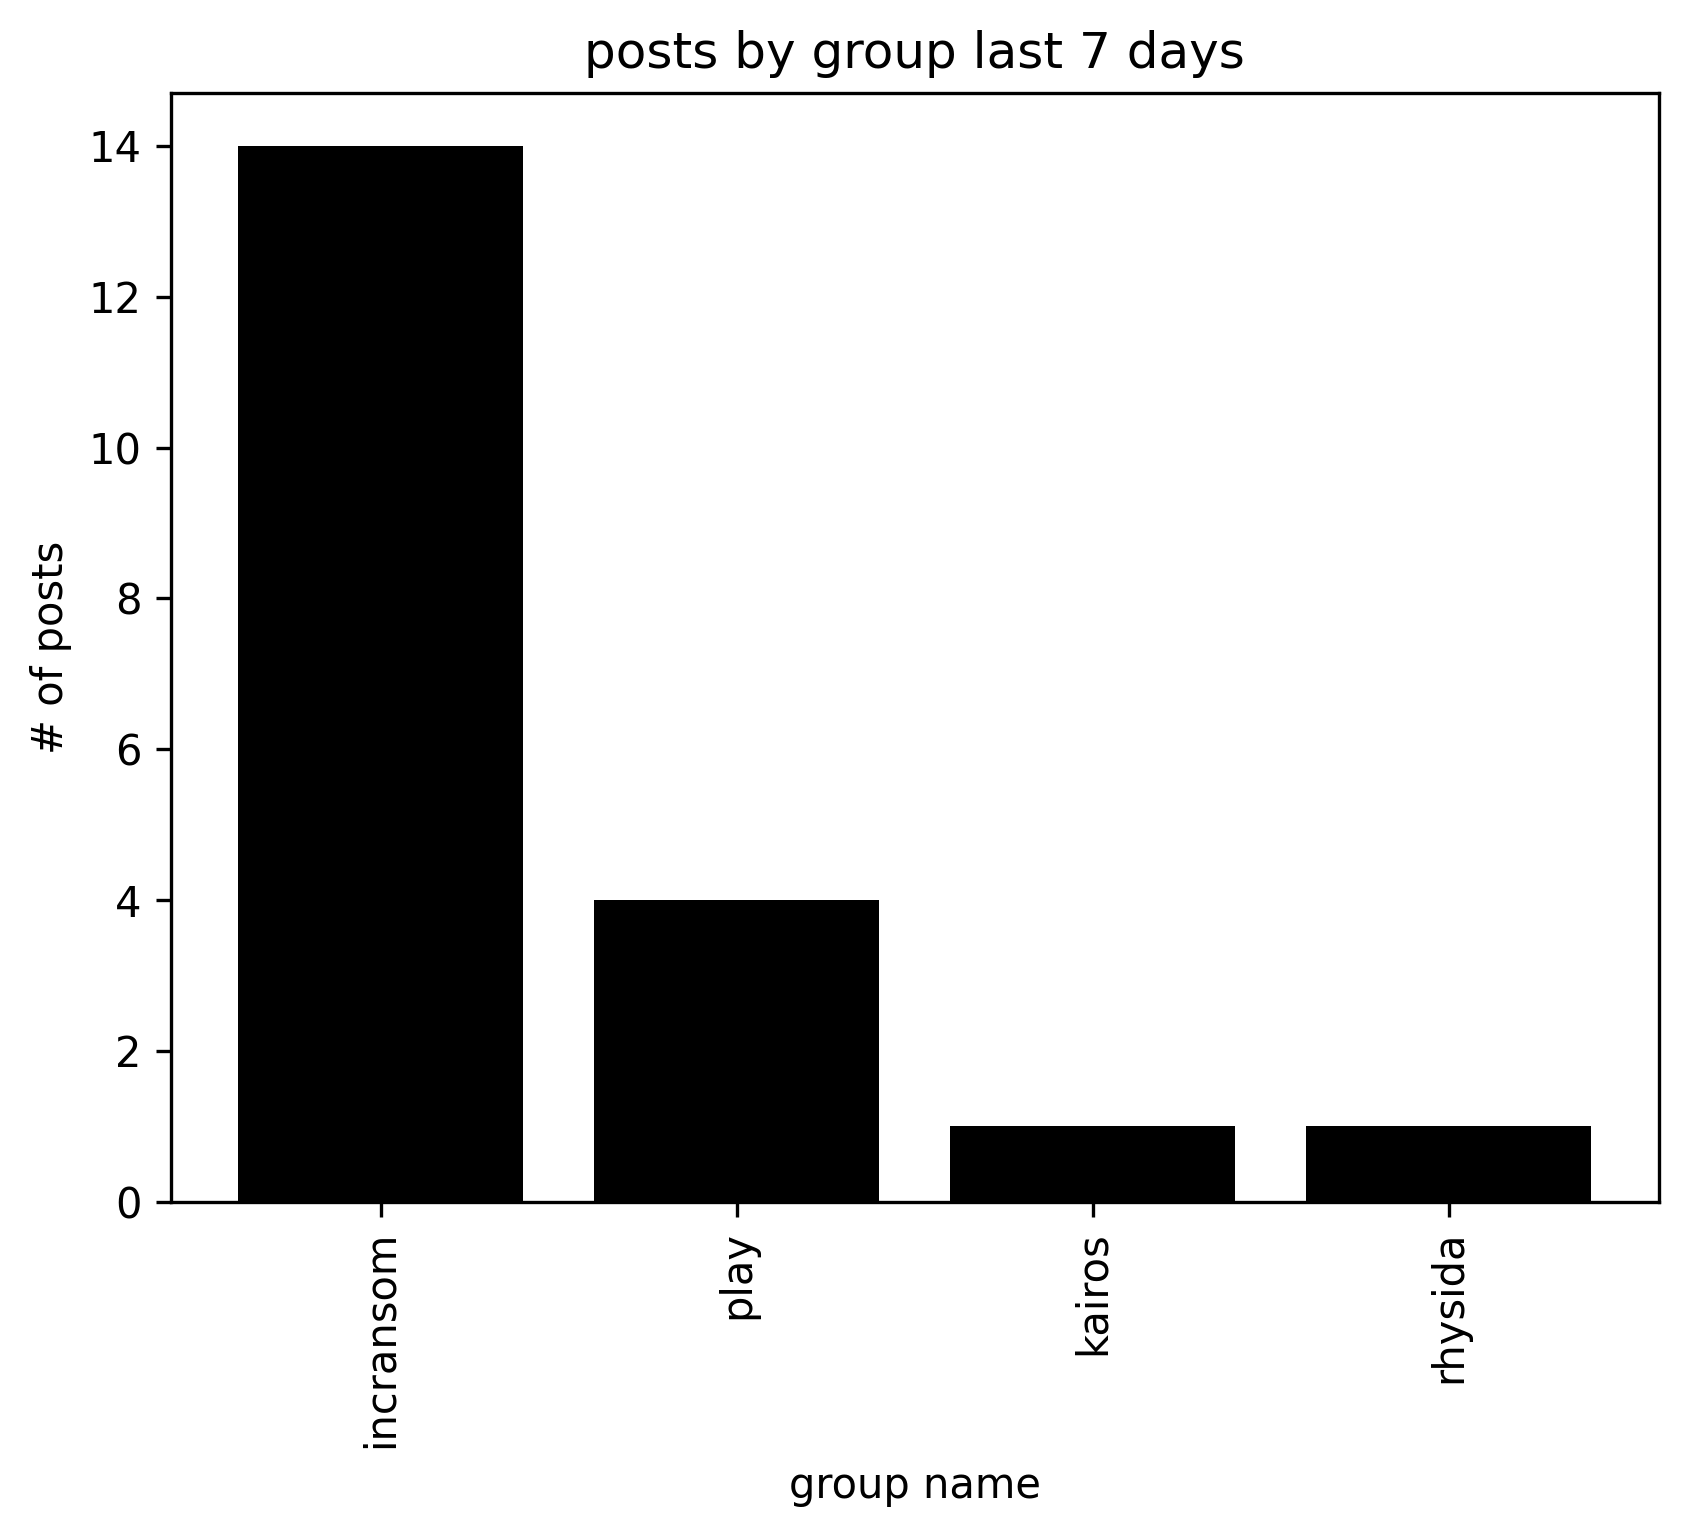 posts by group last 7 days
14
12
10
8
6
4
2
0
# of posts
incransom
play
kairos
rhysida
group name